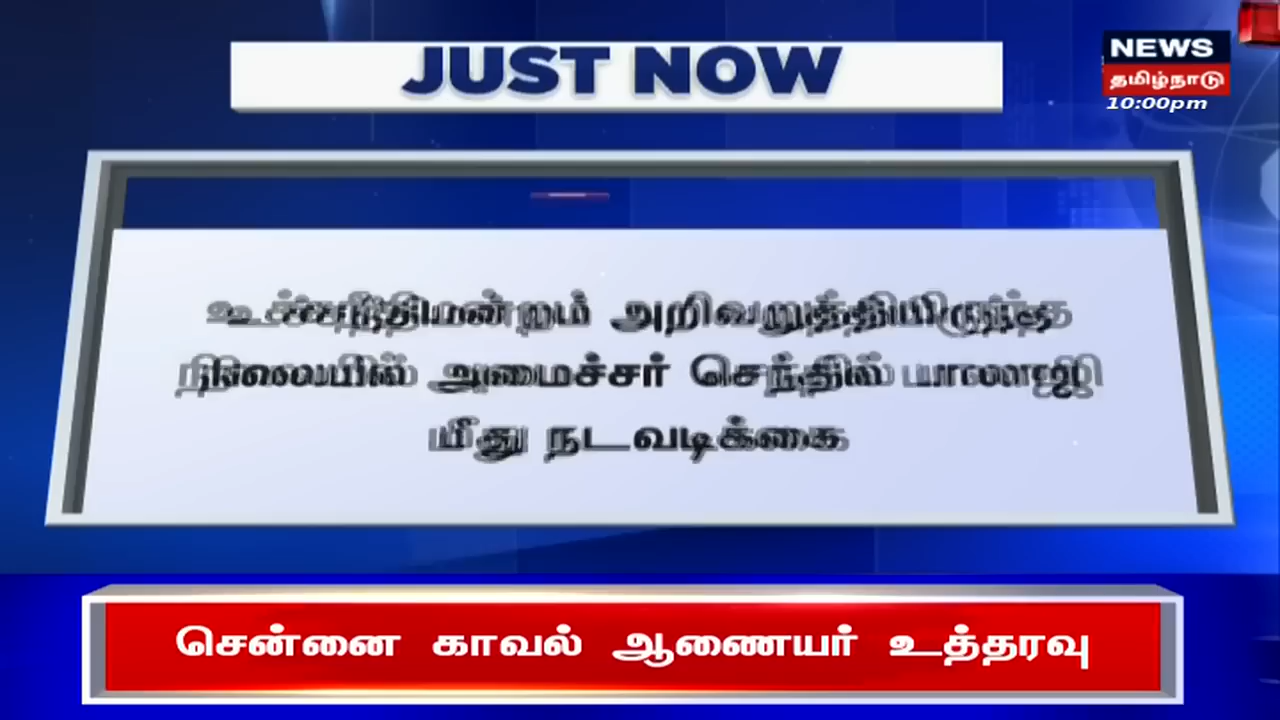 JUST NOW
NEWS
தமிழ்நாடு
10:00pm
உச்சநீதிமன்றம் அறிவுறுத்தியிருந்த
நிலையில் அமைச்சர் செந்தில் பாலாஜி
மீது நடவடிக்கை
சென்னை காவல் ஆணையர் உத்தரவு